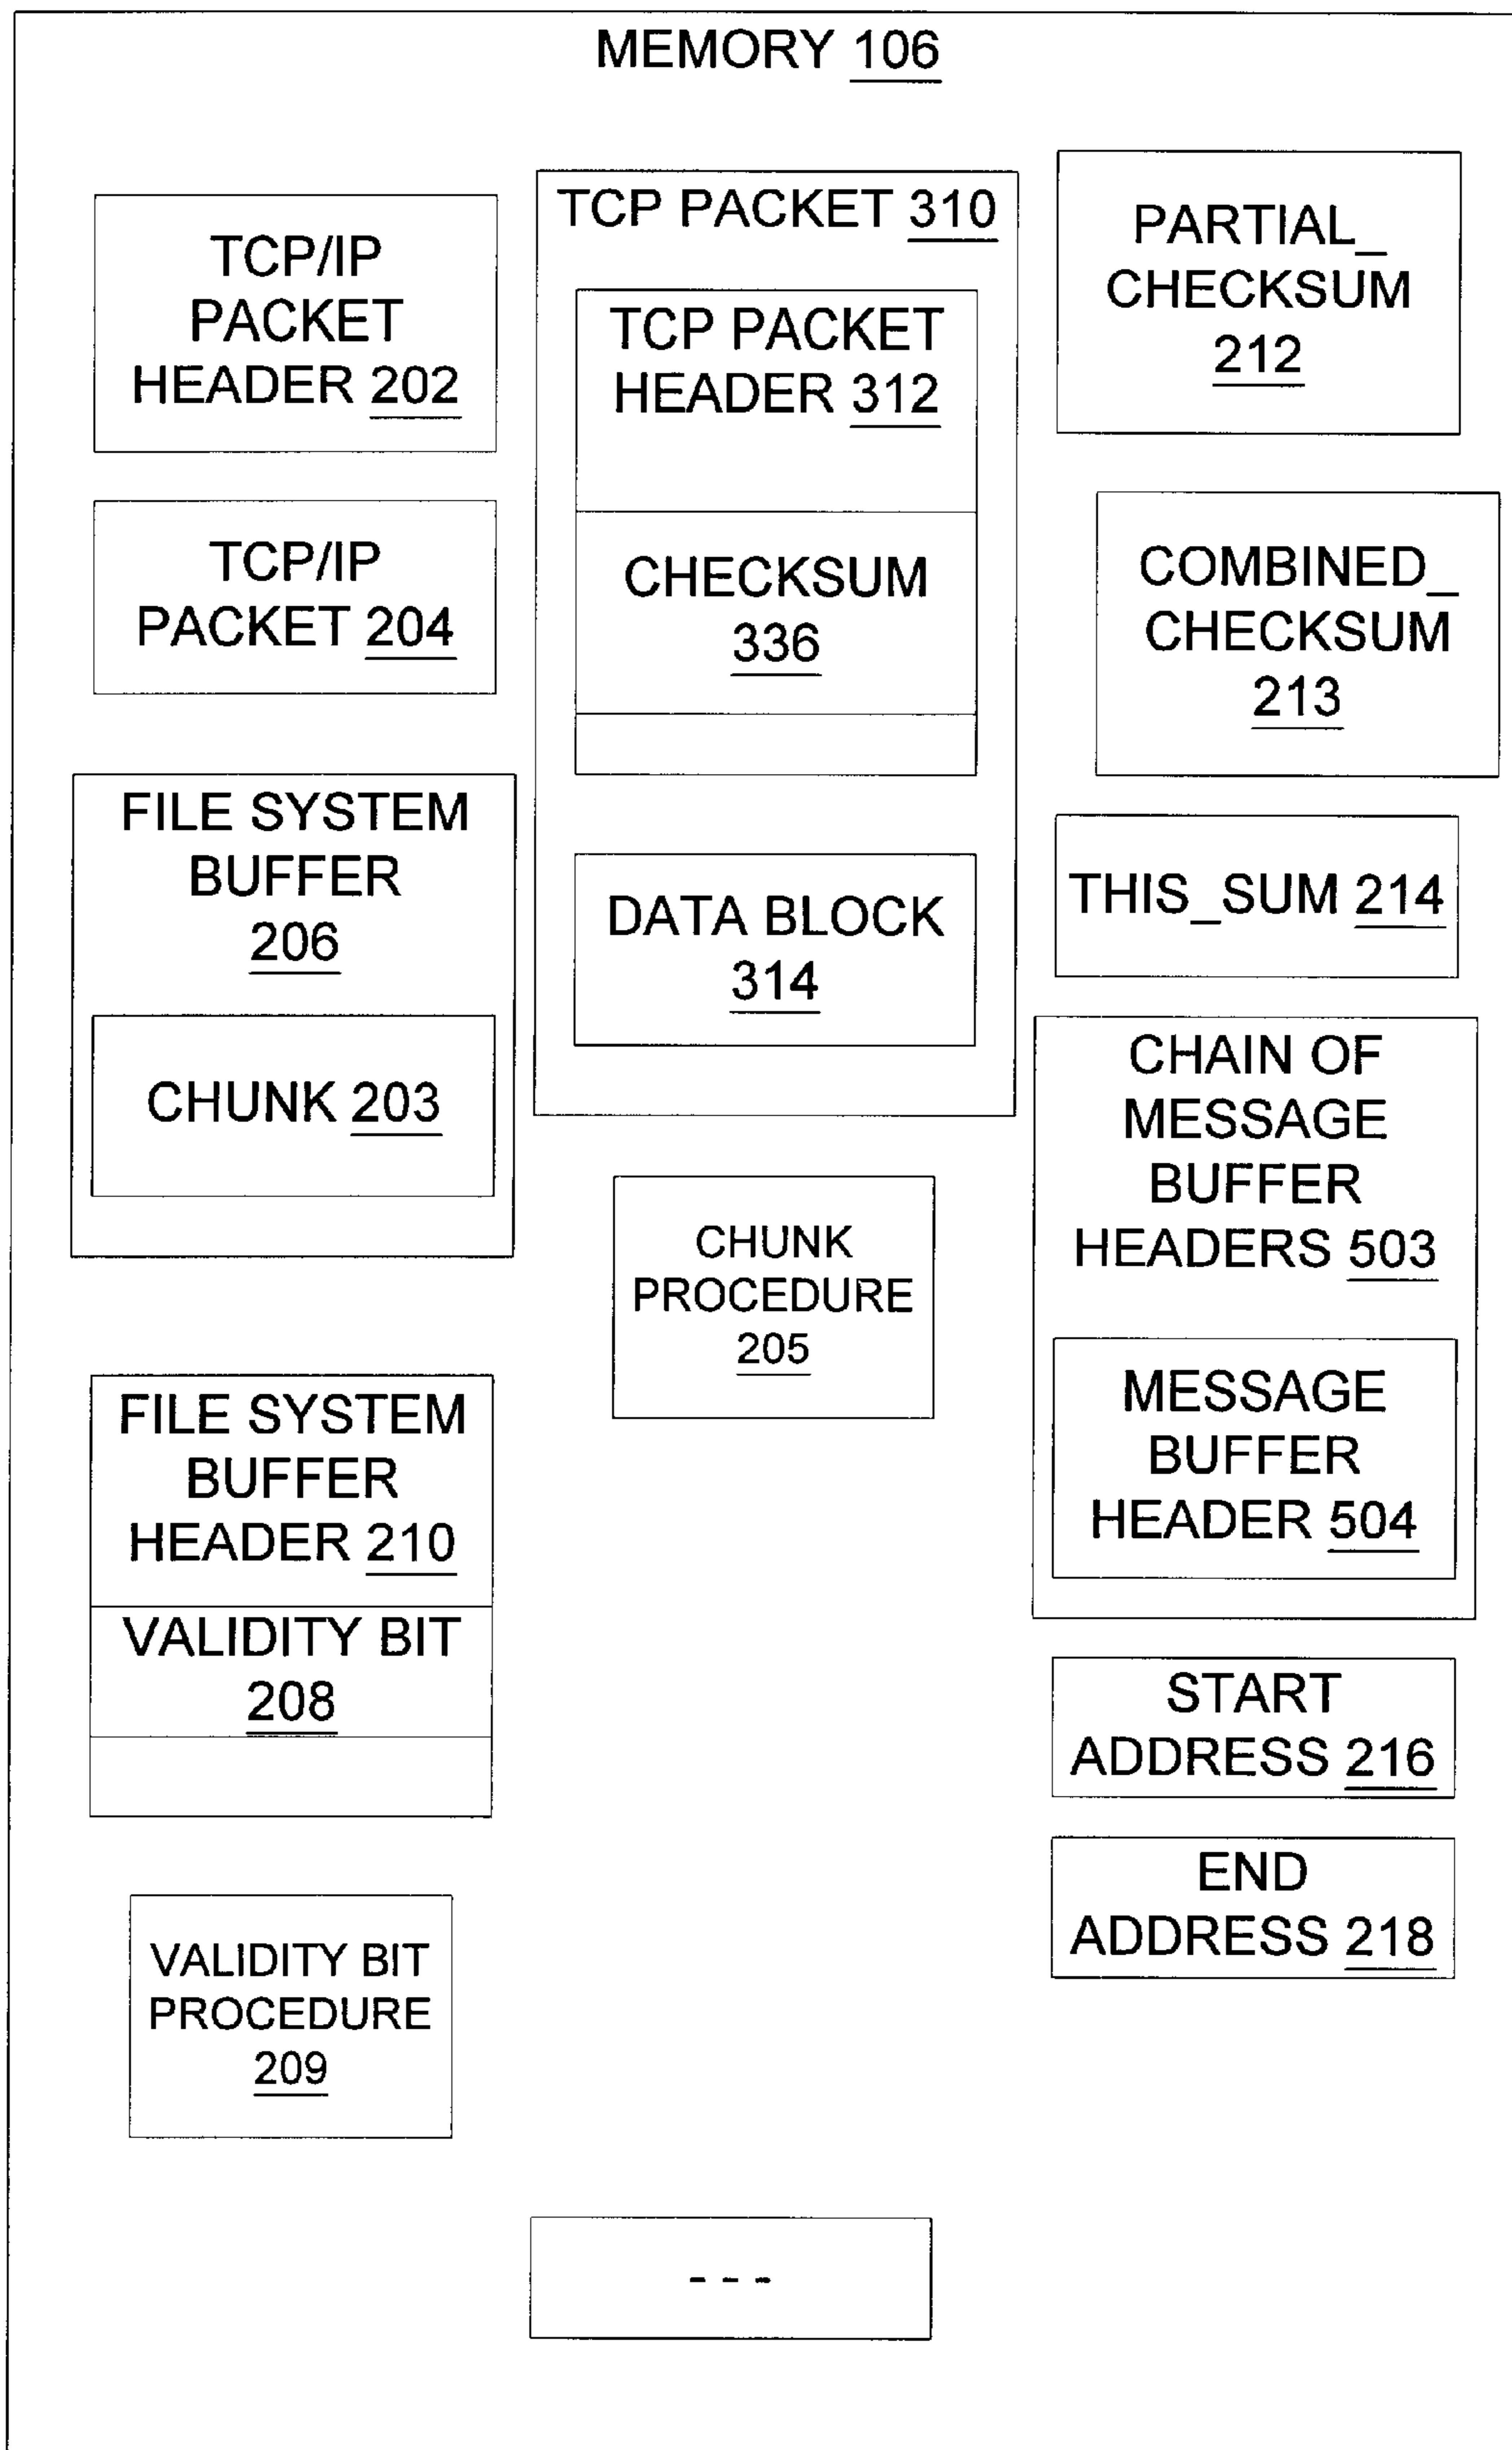 MEMORY 106
TCP/IP
PACKET
HEADER 202
TCP/IP
PACKET 204
FILE SYSTEM
BUFFER
206
CHUNK 203
FILE SYSTEM
BUFFER
HEADER 210
VALIDITY BIT
208
VALIDITY BIT
PROCEDURE
209
TCP PACKET 310
TCP PACKET
HEADER 312
CHECKSUM
336
DATA BLOCK
314
CHUNK
PROCEDURE
205
PARTIAL_
CHECKSUM
212
COMBINED_
CHECKSUM
213
THIS_SUM 214
CHAIN OF
MESSAGE
BUFFER
HEADERS 503
MESSAGE
BUFFER
HEADER 504
START
ADDRESS 216
END
ADDRESS 218
- - -